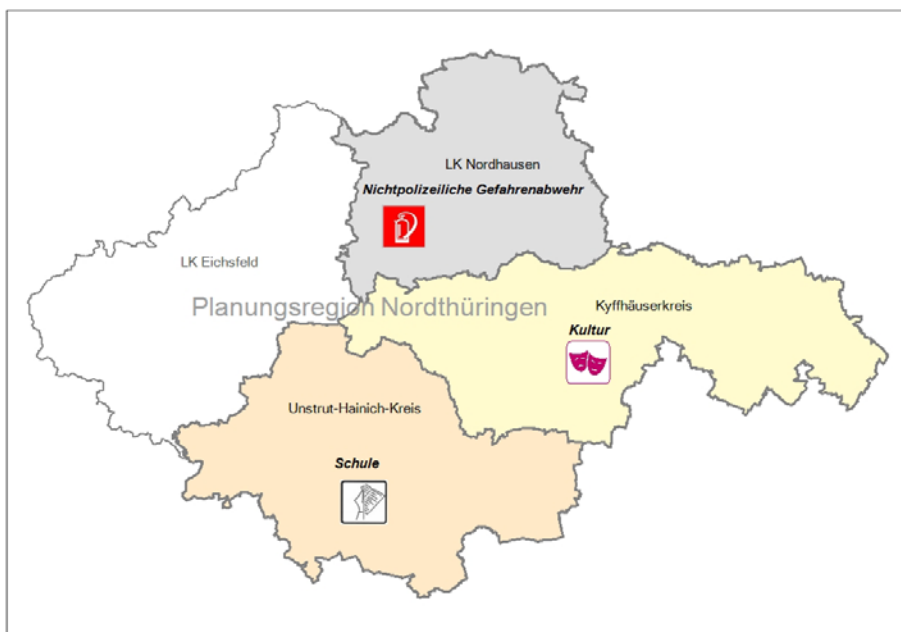 LK Nordhausen
Nichtpolizeiliche Gefahrenabwehr
LK Eichsfeld
Planungsregion Nordthüringen
Kyffhäuserkreis
Kultur
Unstrut-Hainich-Kreis
Schule